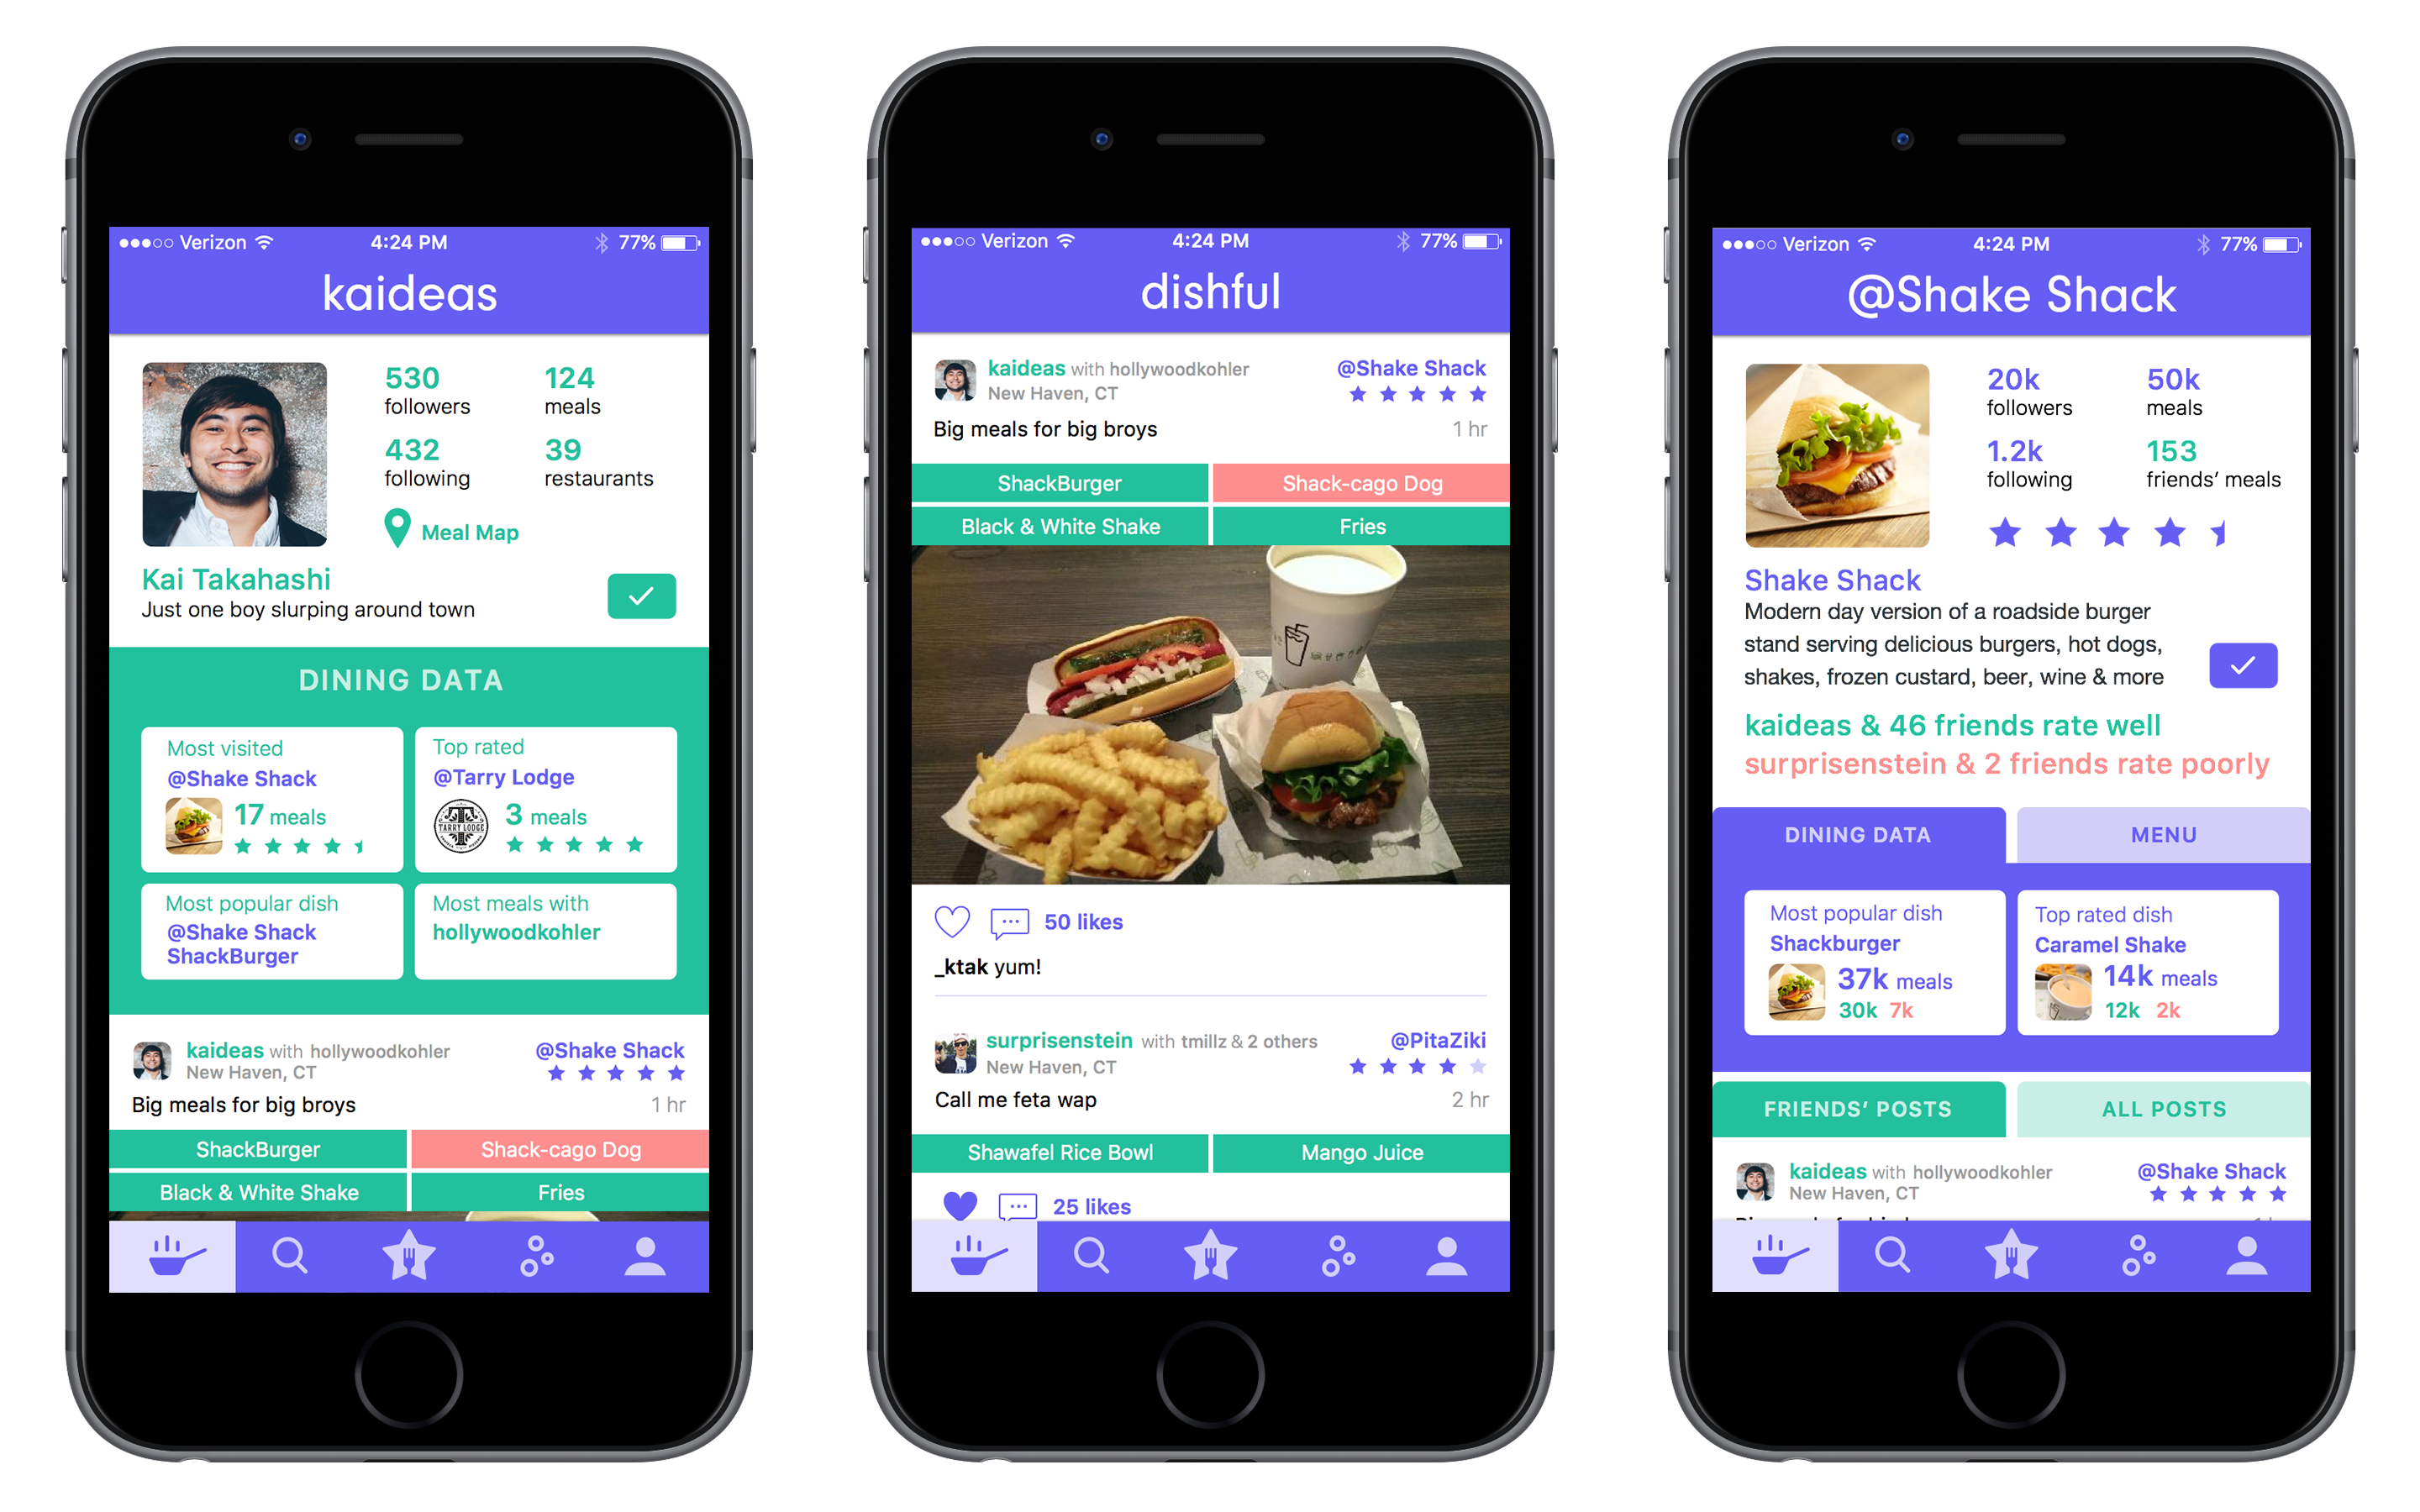 Verizon 4:24 PM 77%
kaideas
530 124
followers meals
432 39
following restaurants
Meal Map
Kai Takahashi
Just one boy slurping around town
DINING DATA
Most visited
@Shake Shack
17 meals
Top rated
@Tarry Lodge
TARRY LODGE
3 meals
Most popular dish
@Shake Shack
ShackBurger
Most meals with
hollywoodkohler
kaideas with hollywoodkohler @Shake Shack
New Haven, CT
Big meals for big broys 1 hr
ShackBurger Shack-cago Dog
Black & White Shake Fries
Verizon 4:24 PM 77%
dishful
kaideas with hollywoodkohler @Shake Shack
New Haven, CT
Big meals for big broys 1 hr
ShackBurger Shack-cago Dog
Black & White Shake Fries
50 likes
_ktak yum!
surprisenstein with tmillz & 2 others @PitaZiki
New Haven, CT
Call me feta wap 2 hr
Shawafel Rice Bowl Mango Juice
25 likes
Verizon 4:24 PM 77%
@Shake Shack
20k 50k
followers meals
1.2k 153
following friends’ meals
Shake Shack
Modern day version of a roadside burger
stand serving delicious burgers, hot dogs,
shakes, frozen custard, beer, wine & more
kaideas & 46 friends rate well
surprisenstein & 2 friends rate poorly
DINING DATA MENU
Most popular dish
Shackburger
37k meals
30k 7k
Top rated dish
Caramel Shake
14k meals
12k 2k
FRIENDS’ POSTS ALL POSTS
kaideas with hollywoodkohler @Shake Shack
New Haven, CT